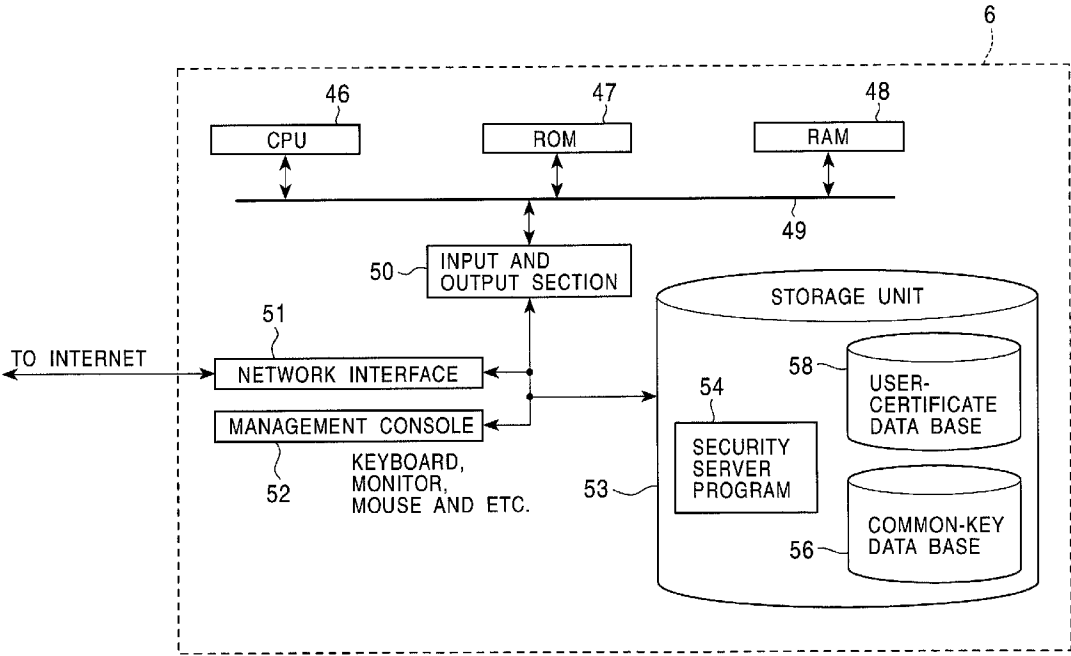 6
46
47
48
CPU
ROM
RAM
49
50
INPUT AND
OUTPUT SECTION
STORAGE UNIT
51
TO INTERNET
NETWORK INTERFACE
58
USER-
CERTIFICATE
DATA BASE
54
MANAGEMENT CONSOLE
52
KEYBOARD,
MONITOR,
MOUSE AND ETC.
53
SECURITY
SERVER
PROGRAM
56
COMMON-KEY
DATA BASE